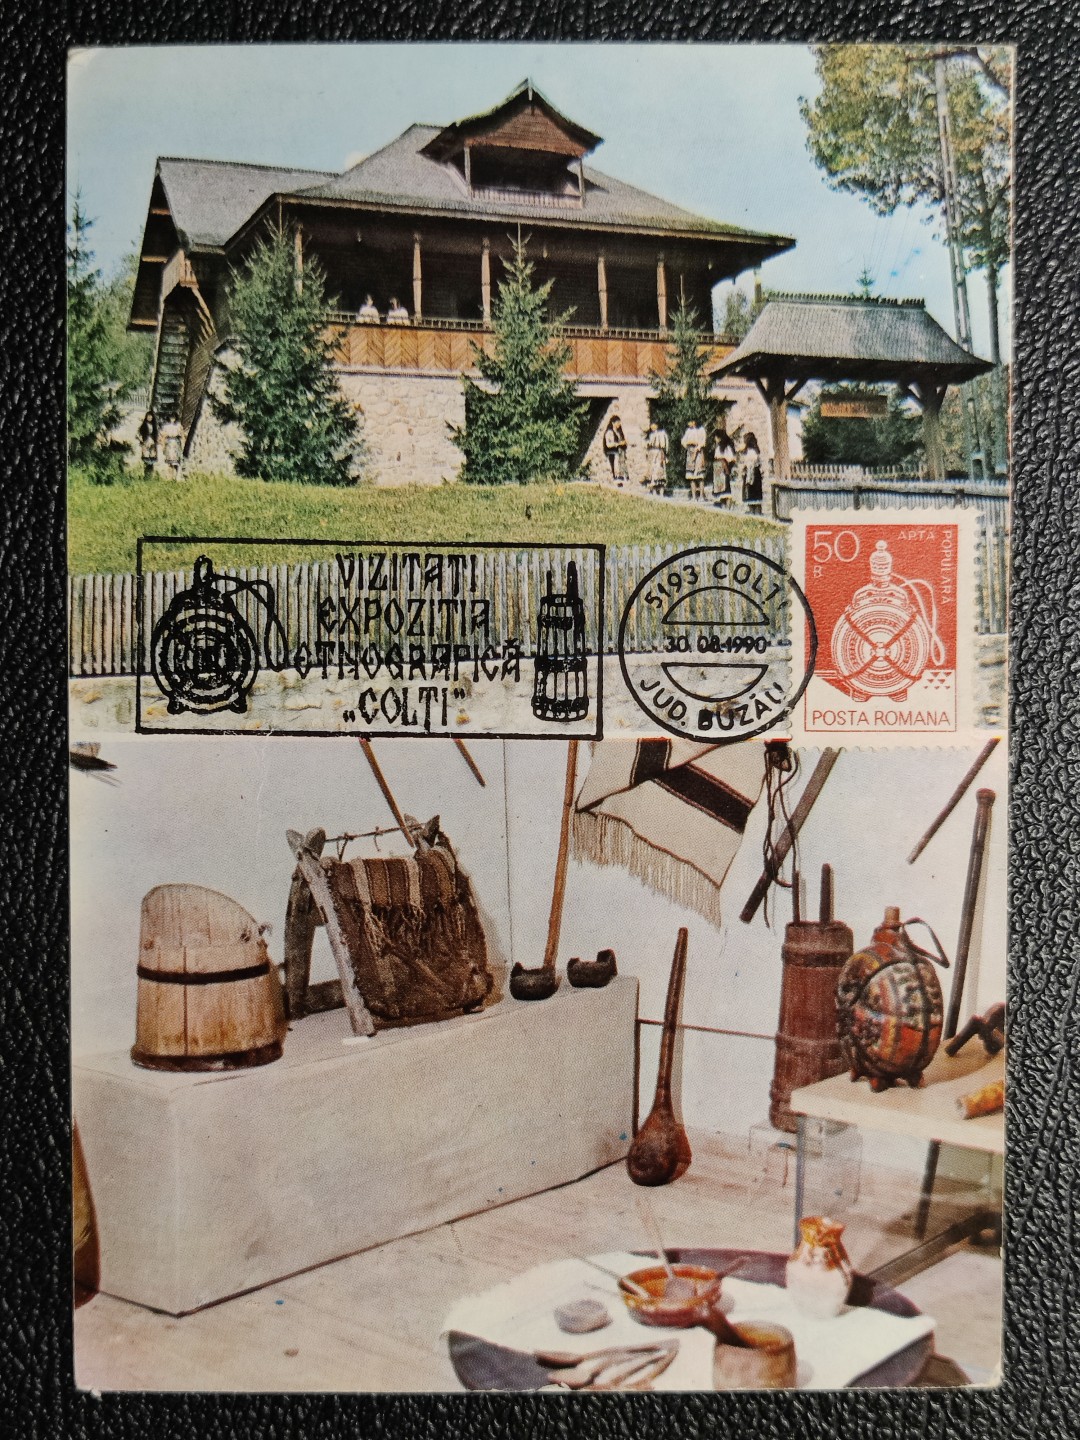 VIZITAȚI
EXPOZIȚIA
ETNOGRAFICĂ
„COLȚI”
5193 COLȚI
30.08.1990
JUD. BUZĂU
50
B
ARTA
POPULARĂ
POSTA ROMANA